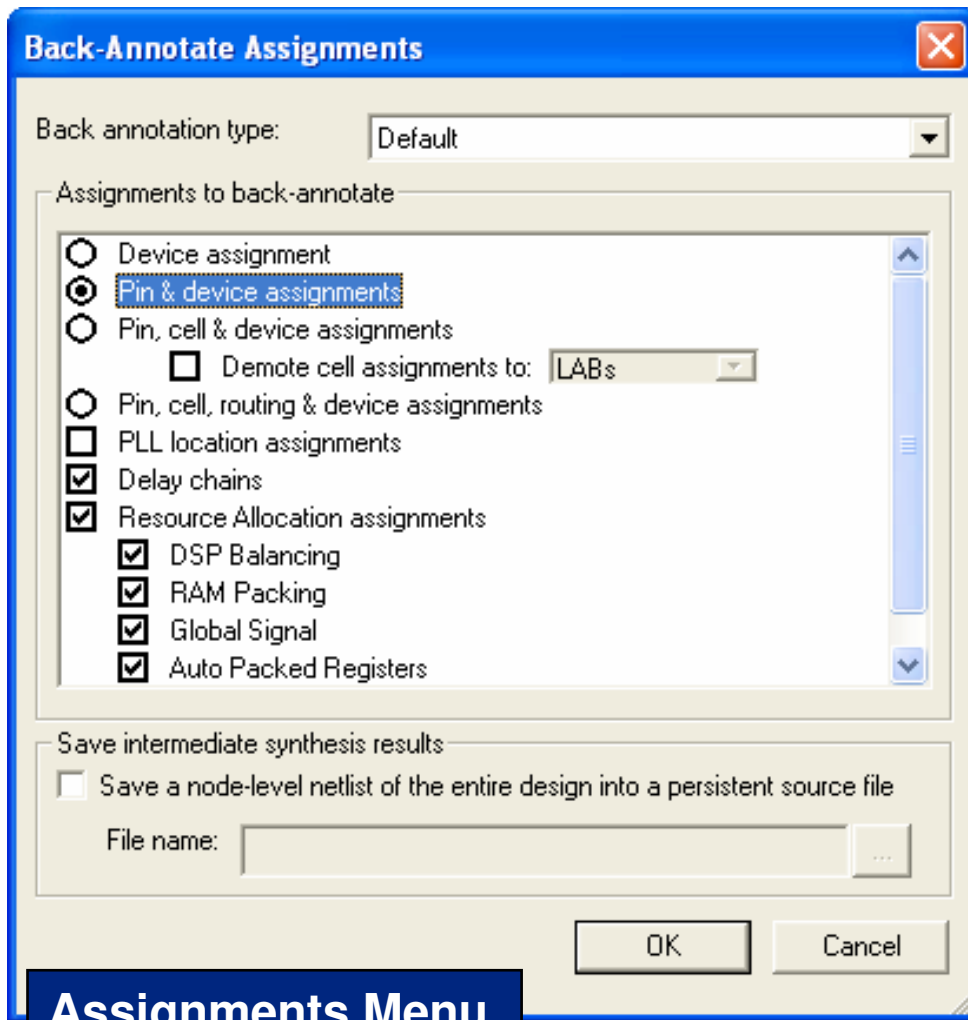 Back-Annotate Assignments
Back annotation type: Default
Assignments to back-annotate
Device assignment
Pin & device assignments
Pin, cell & device assignments
Demote cell assignments to: LABs
Pin, cell, routing & device assignments
PLL location assignments
Delay chains
Resource Allocation assignments
DSP Balancing
RAM Packing
Global Signal
Auto Packed Registers
Save intermediate synthesis results
Save a node-level netlist of the entire design into a persistent source file
File name: ...
OK Cancel
Assignments Menu